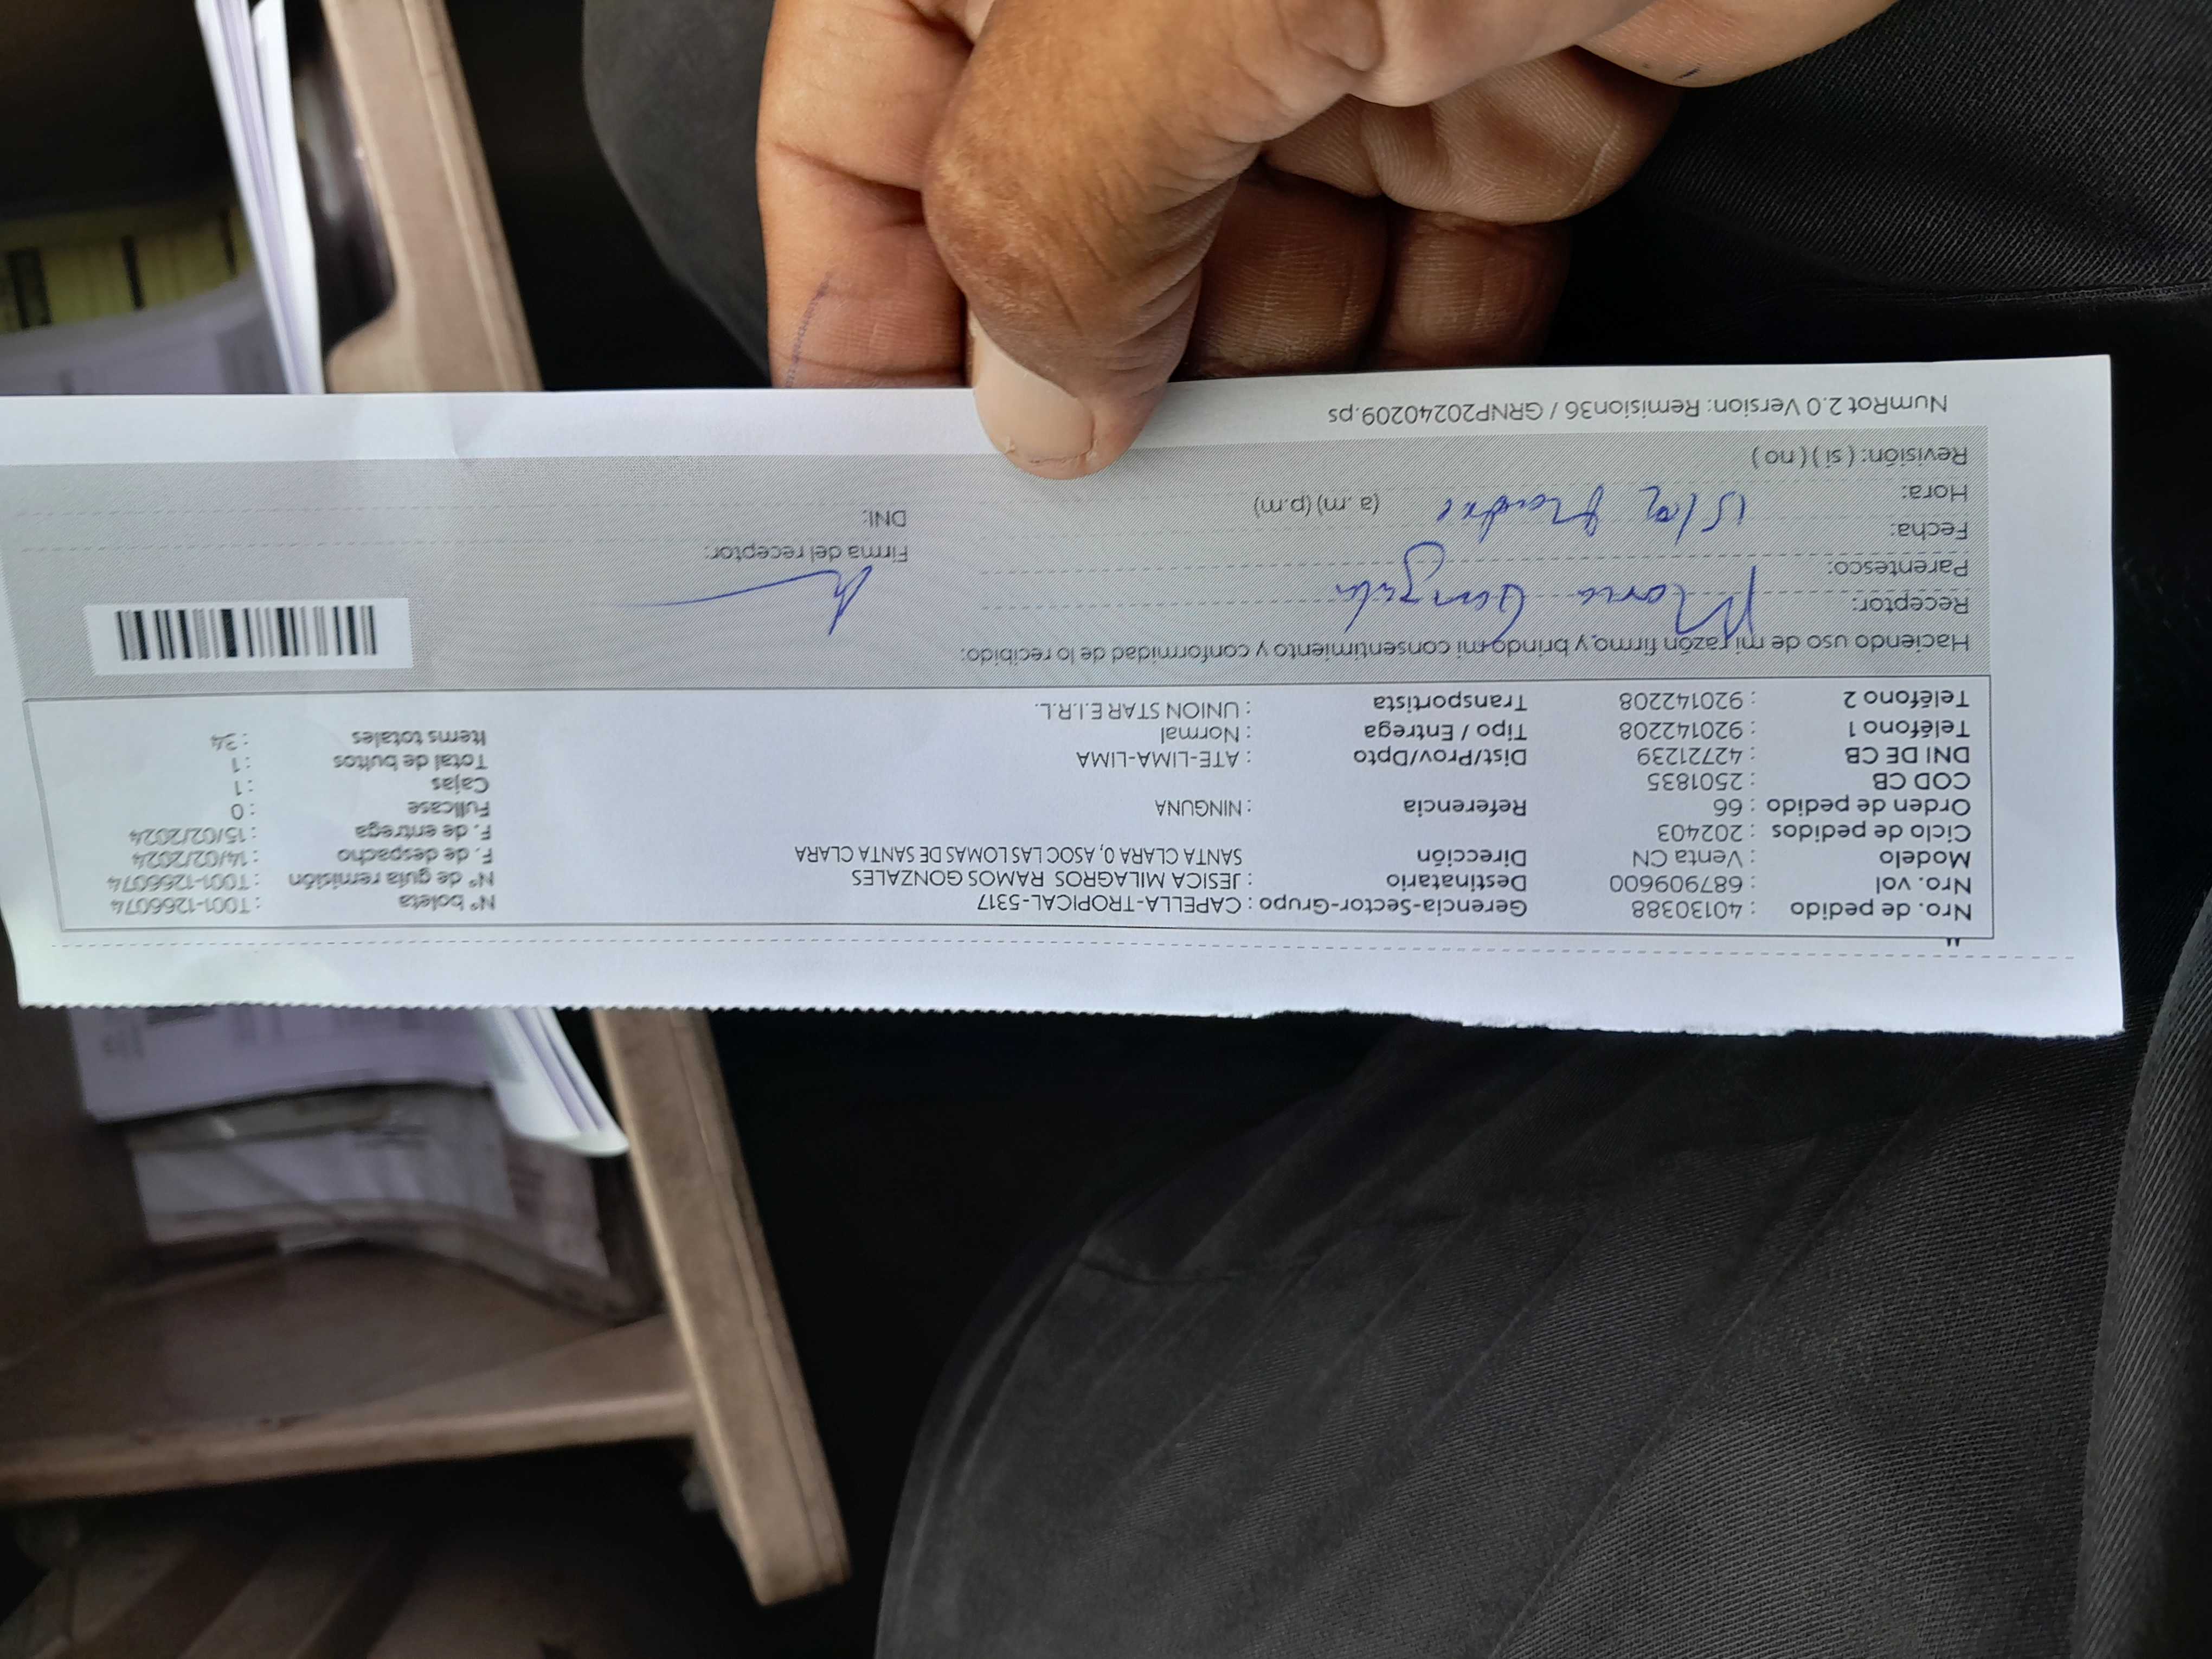 Nro. de pedido : 40130388 Gerencia-Sector-Grupo : CAPELLA-TROPICAL-5317 N° boleta : T001-1266074
Nro. vol : 687909600 Destinatario : JESICA MILAGROS RAMOS GONZALES N° de guía remisión : T001-1266074
Modelo : Venta CN Dirección SANTA CLARA 0, ASOC LAS LOMAS DE SANTA CLARA F. de despacho : 14/02/2024
Ciclo de pedidos : 202403 F. de entrega : 15/02/2024
Orden de pedido : 66 Referencia : NINGUNA Fullcase : 0
COD CB : 2501835 Cajas : 1
DNI DE CB : 42721239 Dist/Prov/Dpto : ATE-LIMA-LIMA Total de bultos : 1
Teléfono 1 : 920142208 Tipo / Entrega : Normal Items totales : 34
Teléfono 2 : 920142208 Transportista : UNION STAR E.I.R.L.
Haciendo uso de mi razón firmo, y brindo mi consentimiento y conformidad de lo recibido:
Receptor: Maria Gonzales
Parentesco: Firma del receptor:
Fecha: 15/02 Madre DNI:
Hora: (a.m) (p.m)
Revisión: ( si ) ( no )
NumRot 2.0 Version: Remision36 / GRNP20240209.ps